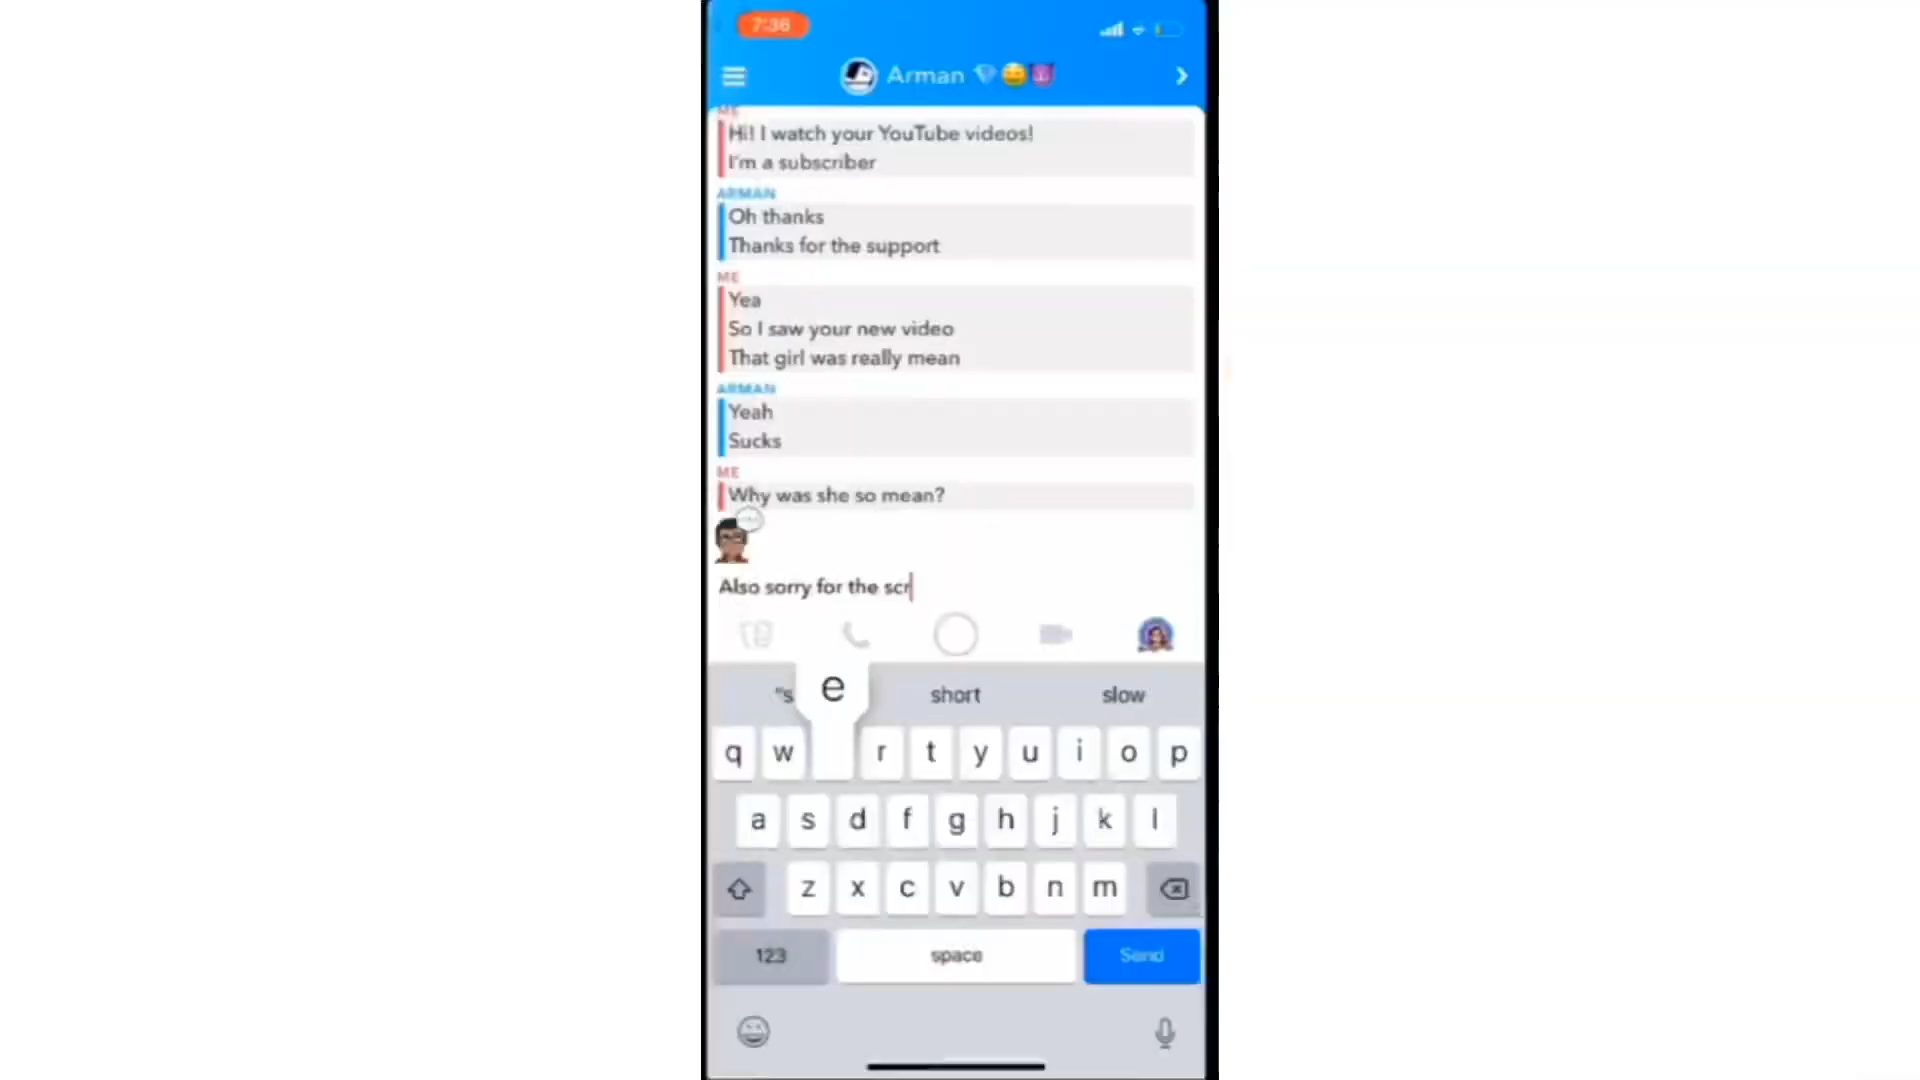 7:36
Arman
ME
Hi! I watch your YouTube videos!
I'm a subscriber
ARMAN
Oh thanks
Thanks for the support
ME
Yea
So I saw your new video
That girl was really mean
ARMAN
Yeah
Sucks
ME
Why was she so mean?
Also sorry for the scr
"s e short slow
q w r t y u i o p
a s d f g h j k l
z x c v b n m
123 space Send